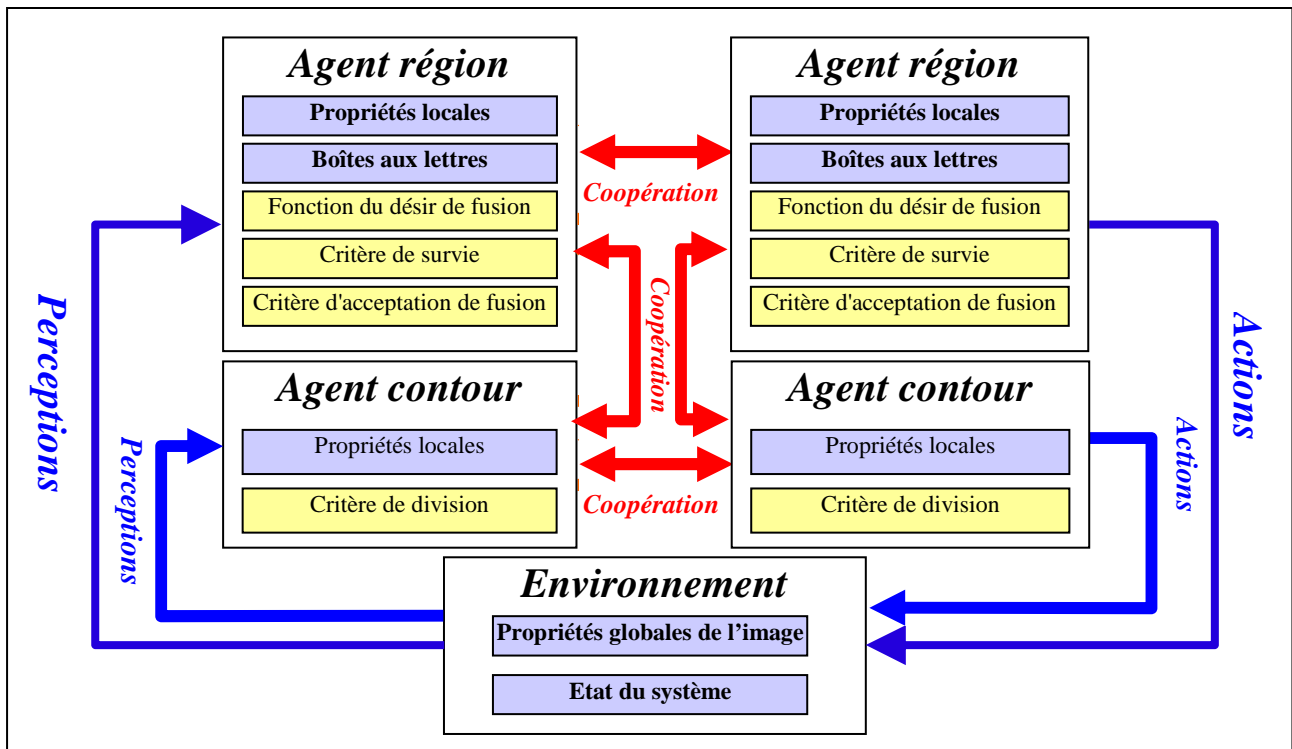 Agent région
Propriétés locales
Boîtes aux lettres
Fonction du désir de fusion
Critère de survie
Critère d'acceptation de fusion
Agent région
Propriétés locales
Boîtes aux lettres
Fonction du désir de fusion
Critère de survie
Critère d'acceptation de fusion
Coopération
Coopération
Perceptions
Actions
Agent contour
Propriétés locales
Critère de division
Agent contour
Propriétés locales
Critère de division
Coopération
Perceptions
Actions
Environnement
Propriétés globales de l’image
Etat du système